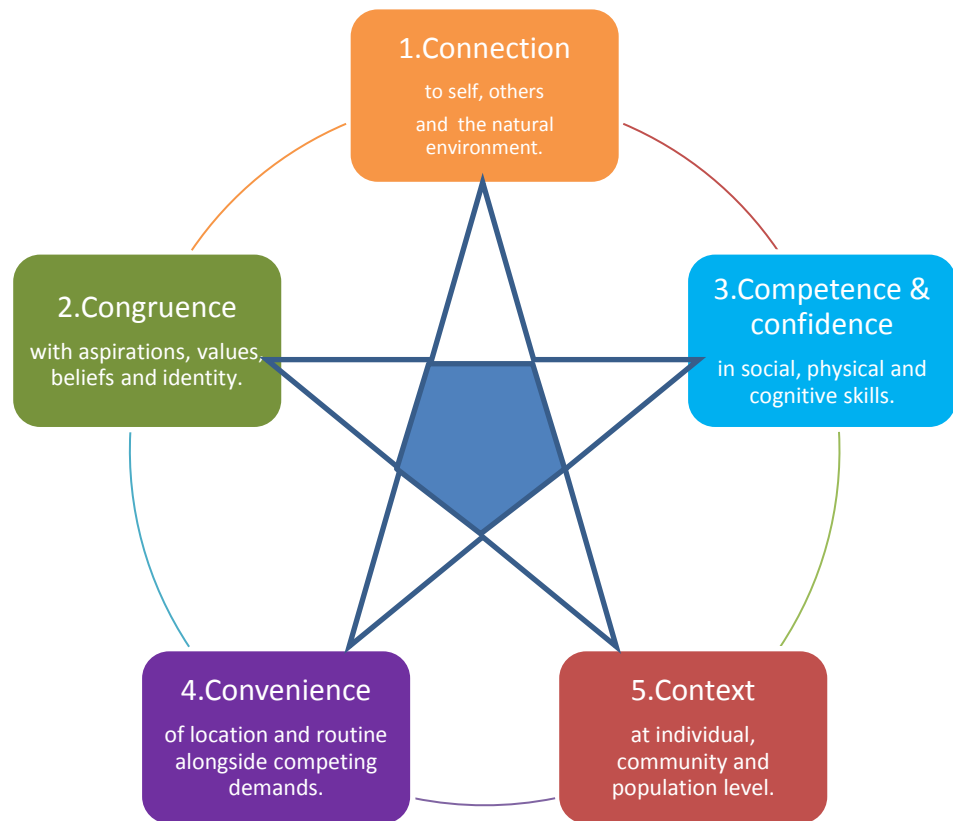 1.Connection
to self, others
and the natural
environment.
2.Congruence
with aspirations, values,
beliefs and identity.
3.Competence &
confidence
in social, physical and
cognitive skills.
4.Convenience
of location and routine
alongside competing
demands.
5.Context
at individual,
community and
population level.